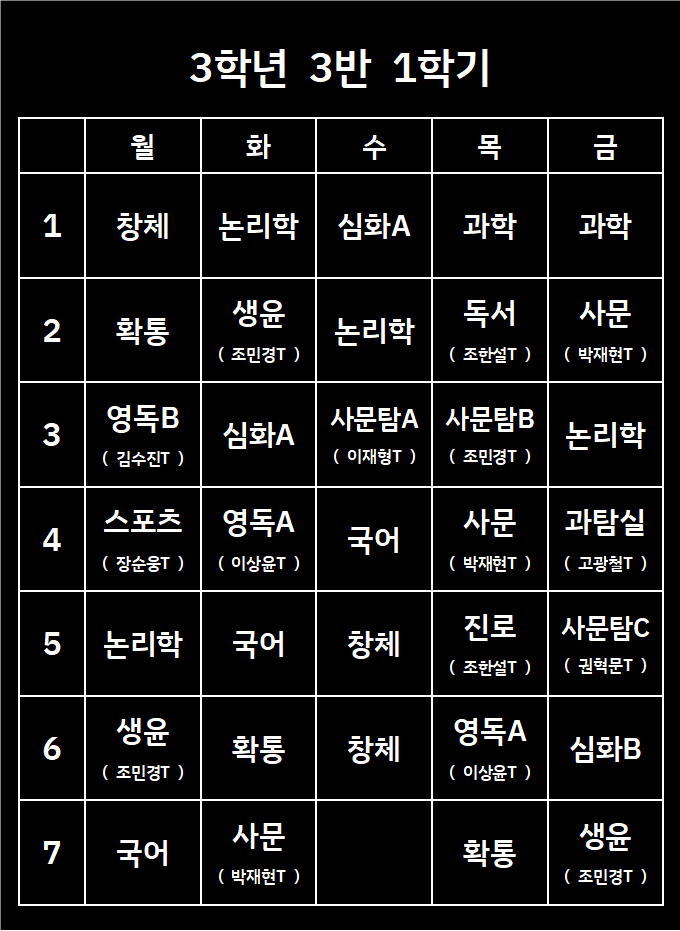 3학년 3반 1학기
월 화 수 목 금
1 창체 논리학 심화A 과학 과학
2 확통 생윤 논리학 독서 사문
( 조민경T ) ( 조한설T ) ( 박재현T )
3 영독B 심화A 사문탐A 사문탐B 논리학
( 김수진T ) ( 이재형T ) ( 조민경T )
4 스포츠 영독A 국어 사문 과탐실
( 장순웅T ) ( 이상윤T ) ( 박재현T ) ( 고광철T )
5 논리학 국어 창체 진로 사문탐C
( 조한설T ) ( 권혁문T )
6 생윤 확통 창체 영독A 심화B
( 조민경T ) ( 이상윤T )
7 국어 사문 확통 생윤
( 박재현T ) ( 조민경T )